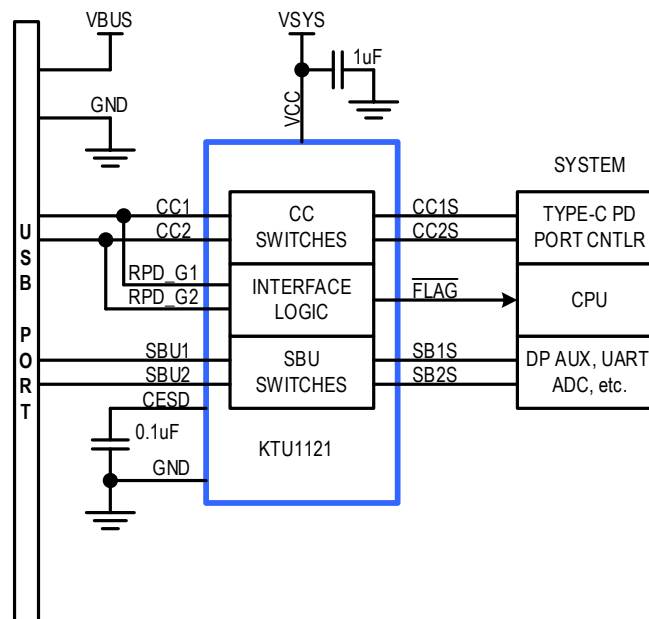 VBUS
VSYS
1uF
GND
VCC
SYSTEM
USB PORT
CC1
CC2
CC SWITCHES
CC1S
CC2S
TYPE-C PD PORT CNTLR
RPD_G1
RPD_G2
INTERFACE LOGIC
FLAG
CPU
SBU1
SBU2
SBU SWITCHES
SB1S
SB2S
DP AUX, UART ADC, etc.
CESD
0.1uF
KTU1121
GND